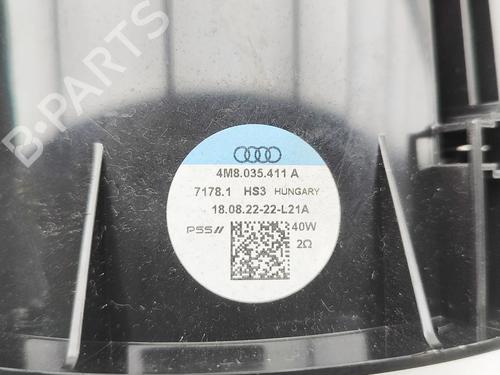 B-PARTS
4M8.035.411 A
7178.1 HS3 HUNGARY
18.08.22-22-L21A
PSS// 40W
2Ω